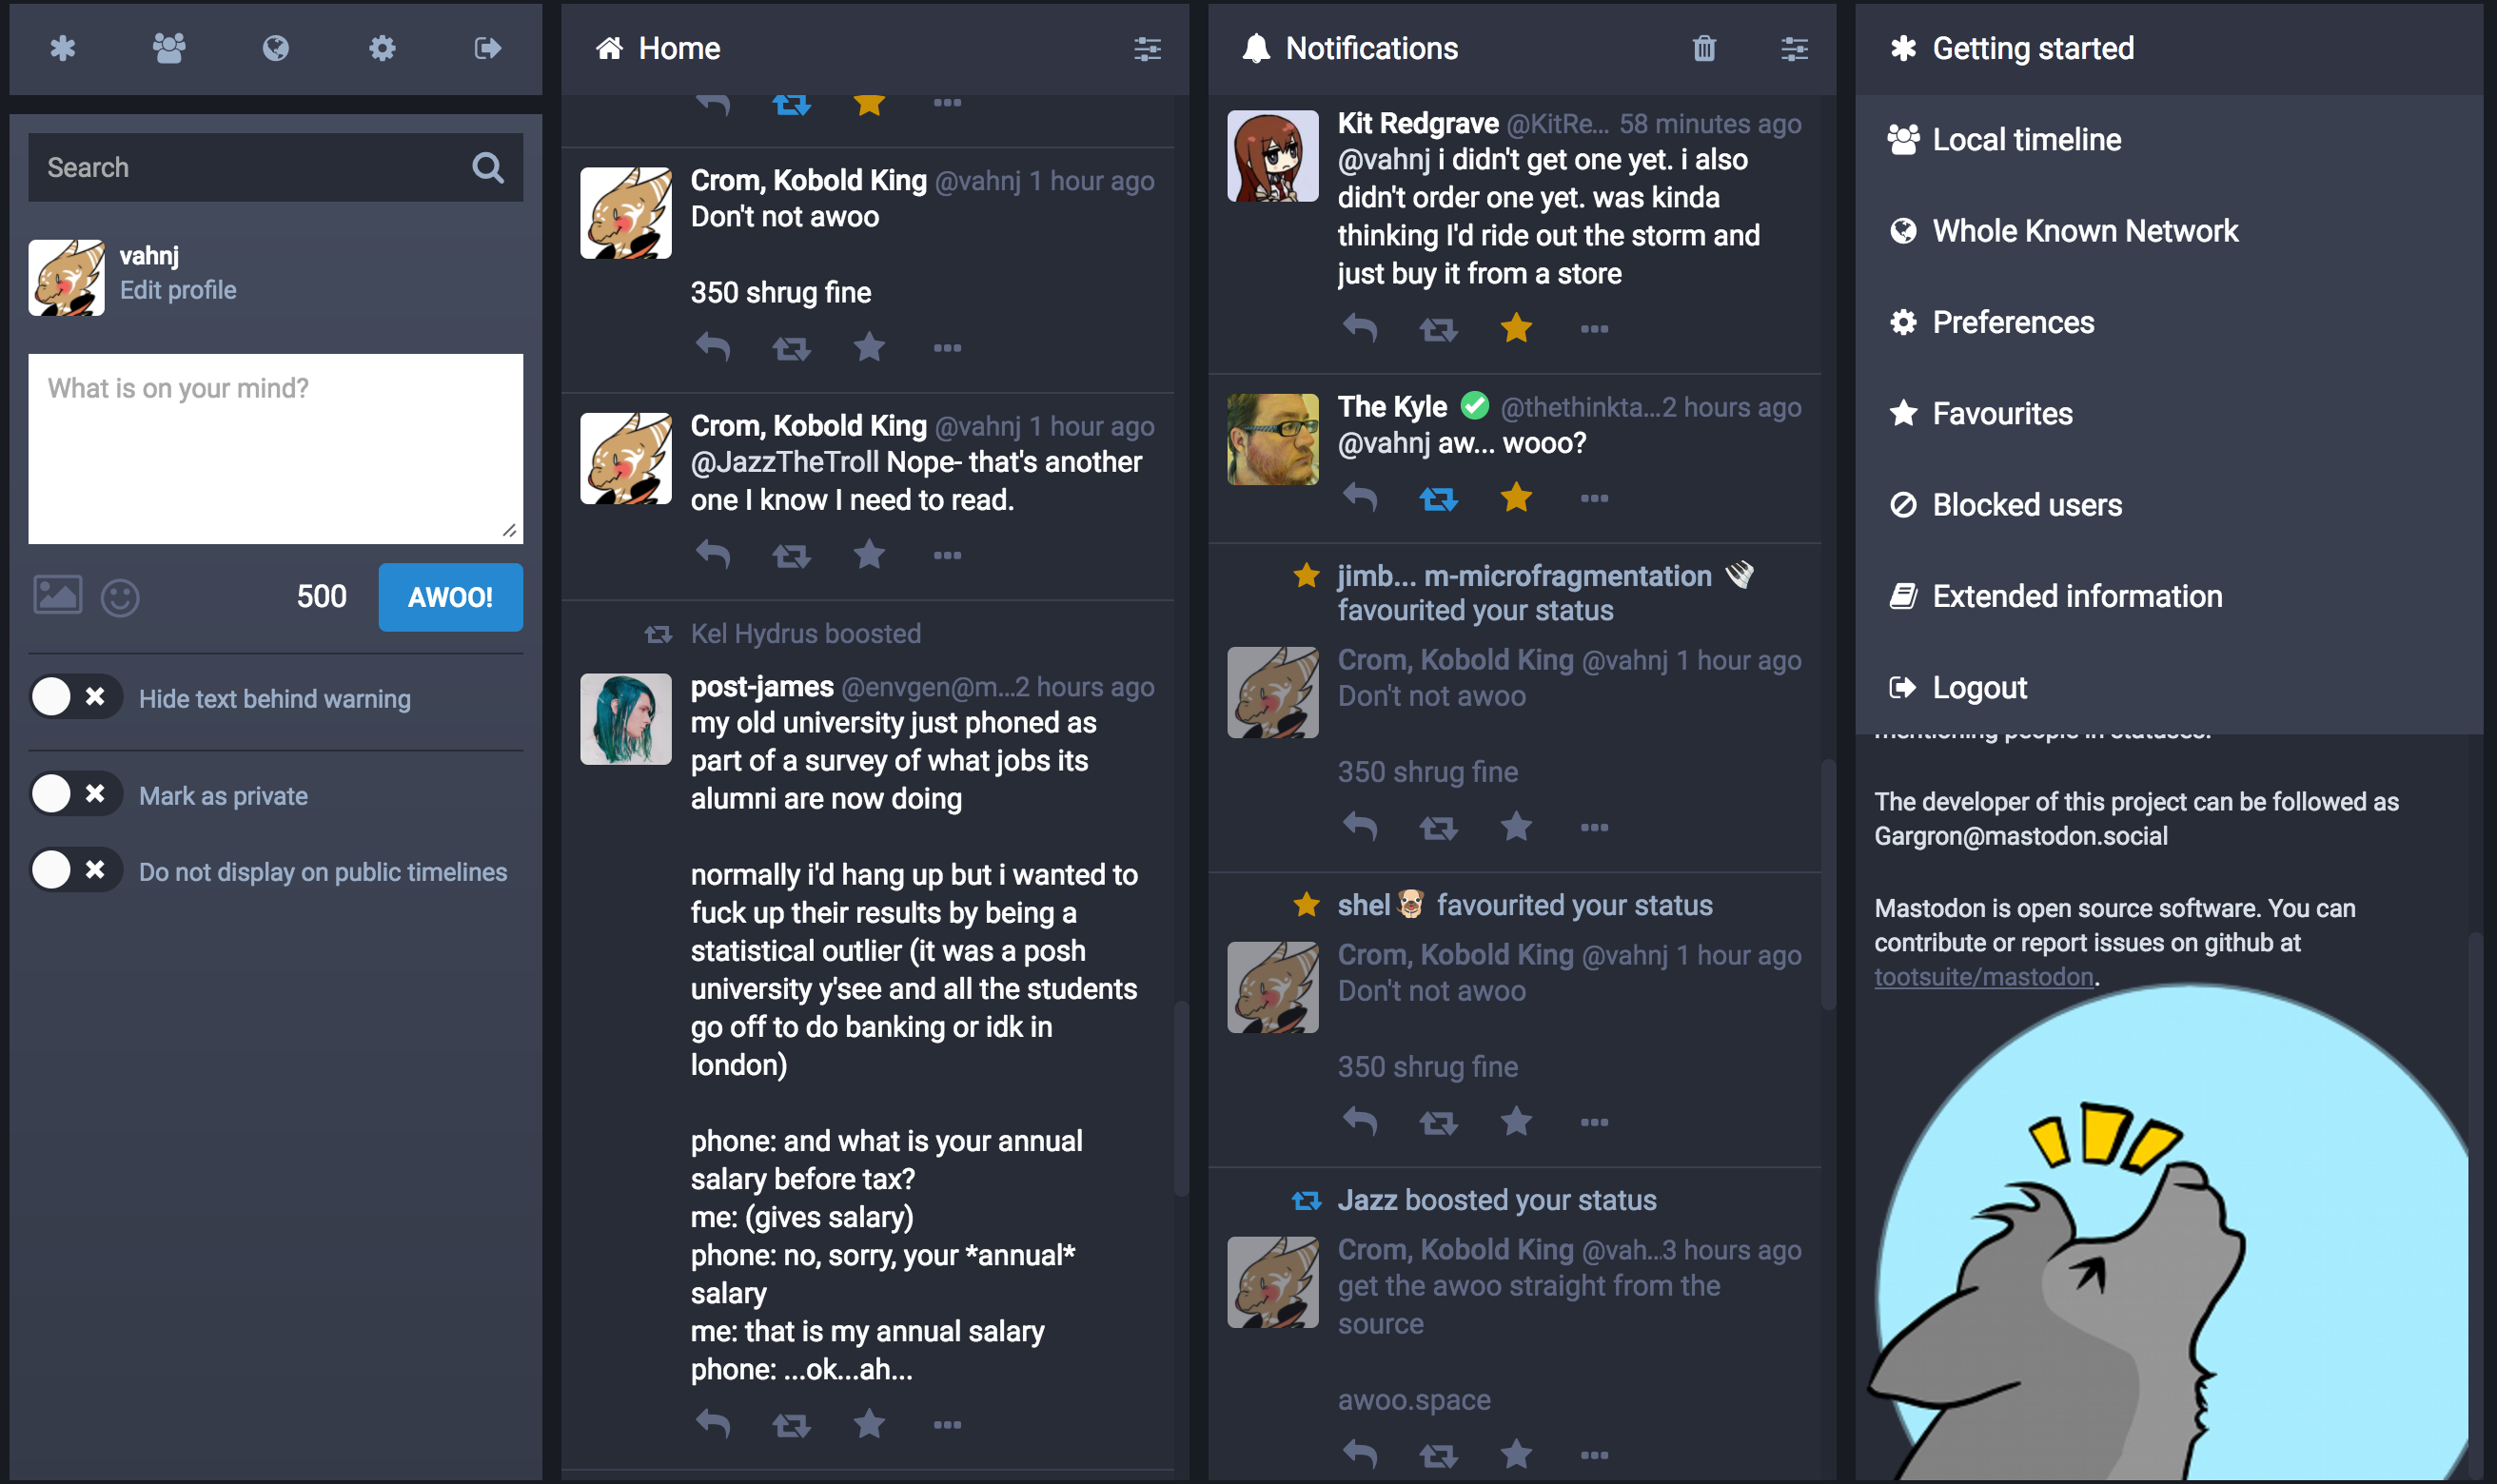 Search
vahnj
Edit profile
What is on your mind?
500
AWOO!
Hide text behind warning
Mark as private
Do not display on public timelines
Home
Crom, Kobold King @vahnj 1 hour ago
Don't not awoo
350 shrug fine
Crom, Kobold King @vahnj 1 hour ago
@JazzTheTroll Nope- that's another
one I know I need to read.
Kel Hydrus boosted
post-james @envgen@m...2 hours ago
my old university just phoned as
part of a survey of what jobs its
alumni are now doing
normally i'd hang up but i wanted to
fuck up their results by being a
statistical outlier (it was a posh
university y'see and all the students
go off to do banking or idk in
london)
phone: and what is your annual
salary before tax?
me: (gives salary)
phone: no, sorry, your *annual*
salary
me: that is my annual salary
phone: ...ok...ah...
Notifications
Kit Redgrave @KitRe... 58 minutes ago
@vahnj i didn't get one yet. i also
didn't order one yet. was kinda
thinking I'd ride out the storm and
just buy it from a store
The Kyle @thethinkta...2 hours ago
@vahnj aw... wooo?
jimb... m-microfragmentation
favourited your status
Crom, Kobold King @vahnj 1 hour ago
Don't not awoo
350 shrug fine
shel favourited your status
Crom, Kobold King @vahnj 1 hour ago
Don't not awoo
350 shrug fine
Jazz boosted your status
Crom, Kobold King @vah...3 hours ago
get the awoo straight from the
source
awoo.space
Getting started
Local timeline
Whole Known Network
Preferences
Favourites
Blocked users
Extended information
Logout
mentioning people in statuses.
The developer of this project can be followed as
Gargron@mastodon.social
Mastodon is open source software. You can
contribute or report issues on github at
tootsuite/mastodon.